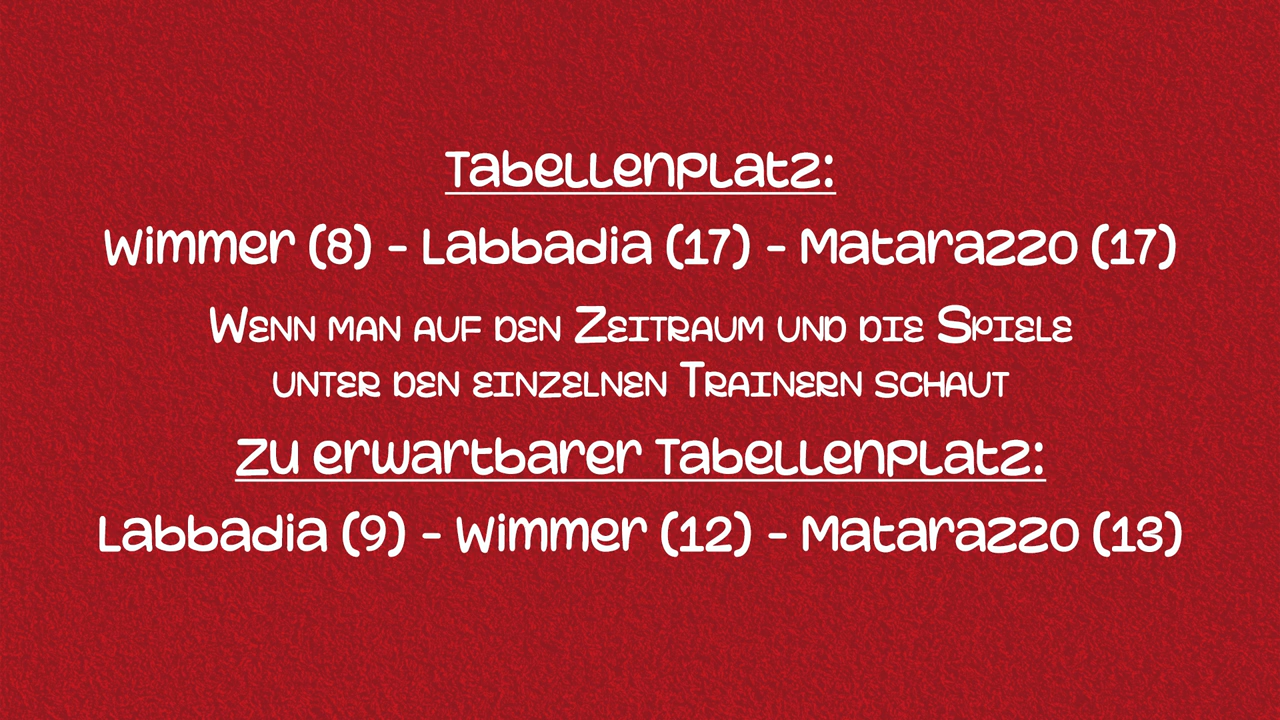 Tabellenplatz:
Wimmer (8) - Labbadia (17) - Matarazzo (17)
Wenn man auf den Zeitraum und die Spiele
unter den einzelnen Trainern schaut
Zu erwartbarer Tabellenplatz:
Labbadia (9) - Wimmer (12) - Matarazzo (13)